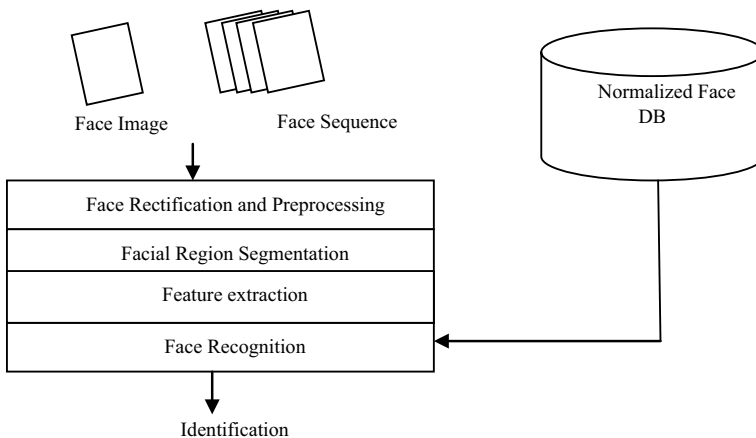 Face Image
Face Sequence
Normalized Face
DB
Face Rectification and Preprocessing
Facial Region Segmentation
Feature extraction
Face Recognition
Identification